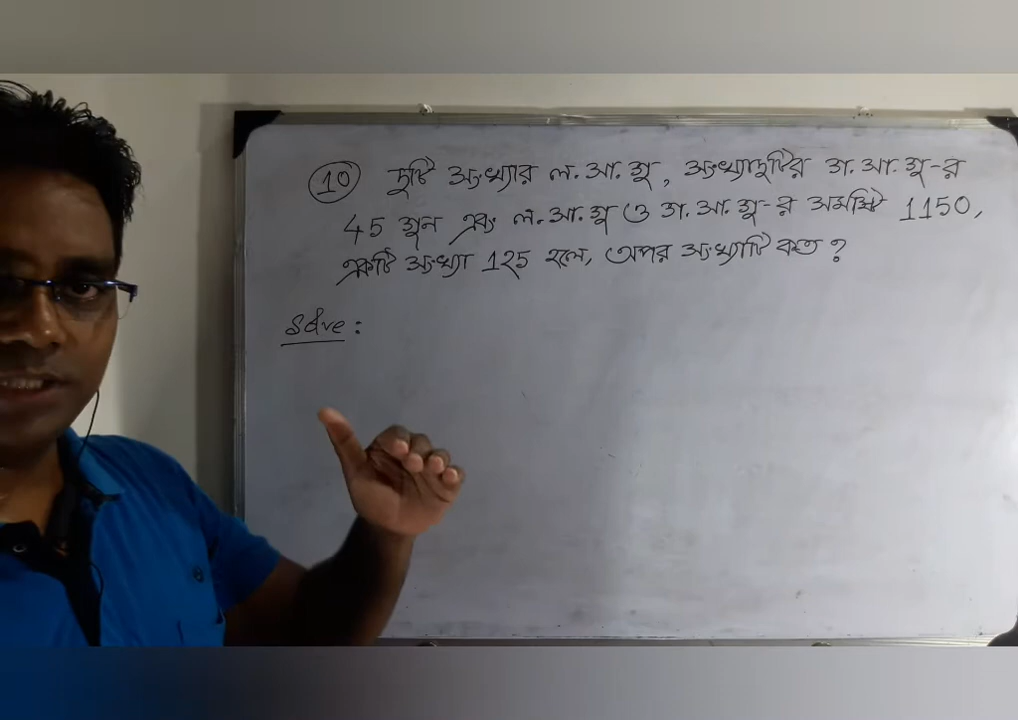 10 দুটি সংখ্যার ল.সা.গু, সংখ্যাদুটির গ.সা.গু-র
45 গুন এবং ল.সা.গু ও গ.সা.গু-র সমষ্টি 1150,
একটি সংখ্যা 125 হলে, অপর সংখ্যাটি কত ?
Solve :